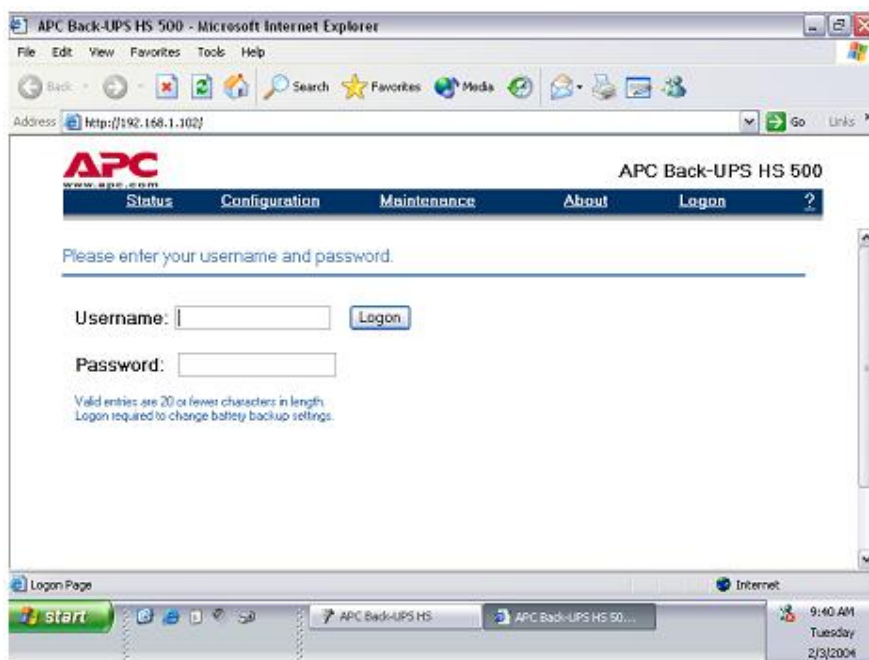 APC Back-UPS HS 500 - Microsoft Internet Explorer
File Edit View Favorites Tools Help
Back Search Favorites Media
Address http://192.168.1.102/ Go Links
APC
www.apc.com
APC Back-UPS HS 500
Status Configuration Maintenance About Logon ?
Please enter your username and password.
Username: Logon
Password:
Valid entries are 20 or fewer characters in length.
Logon required to change battery backup settings.
Logon Page Internet
start APC Back-UPS HS APC Back-UPS HS 50... 9:40 AM
Tuesday
2/3/2004